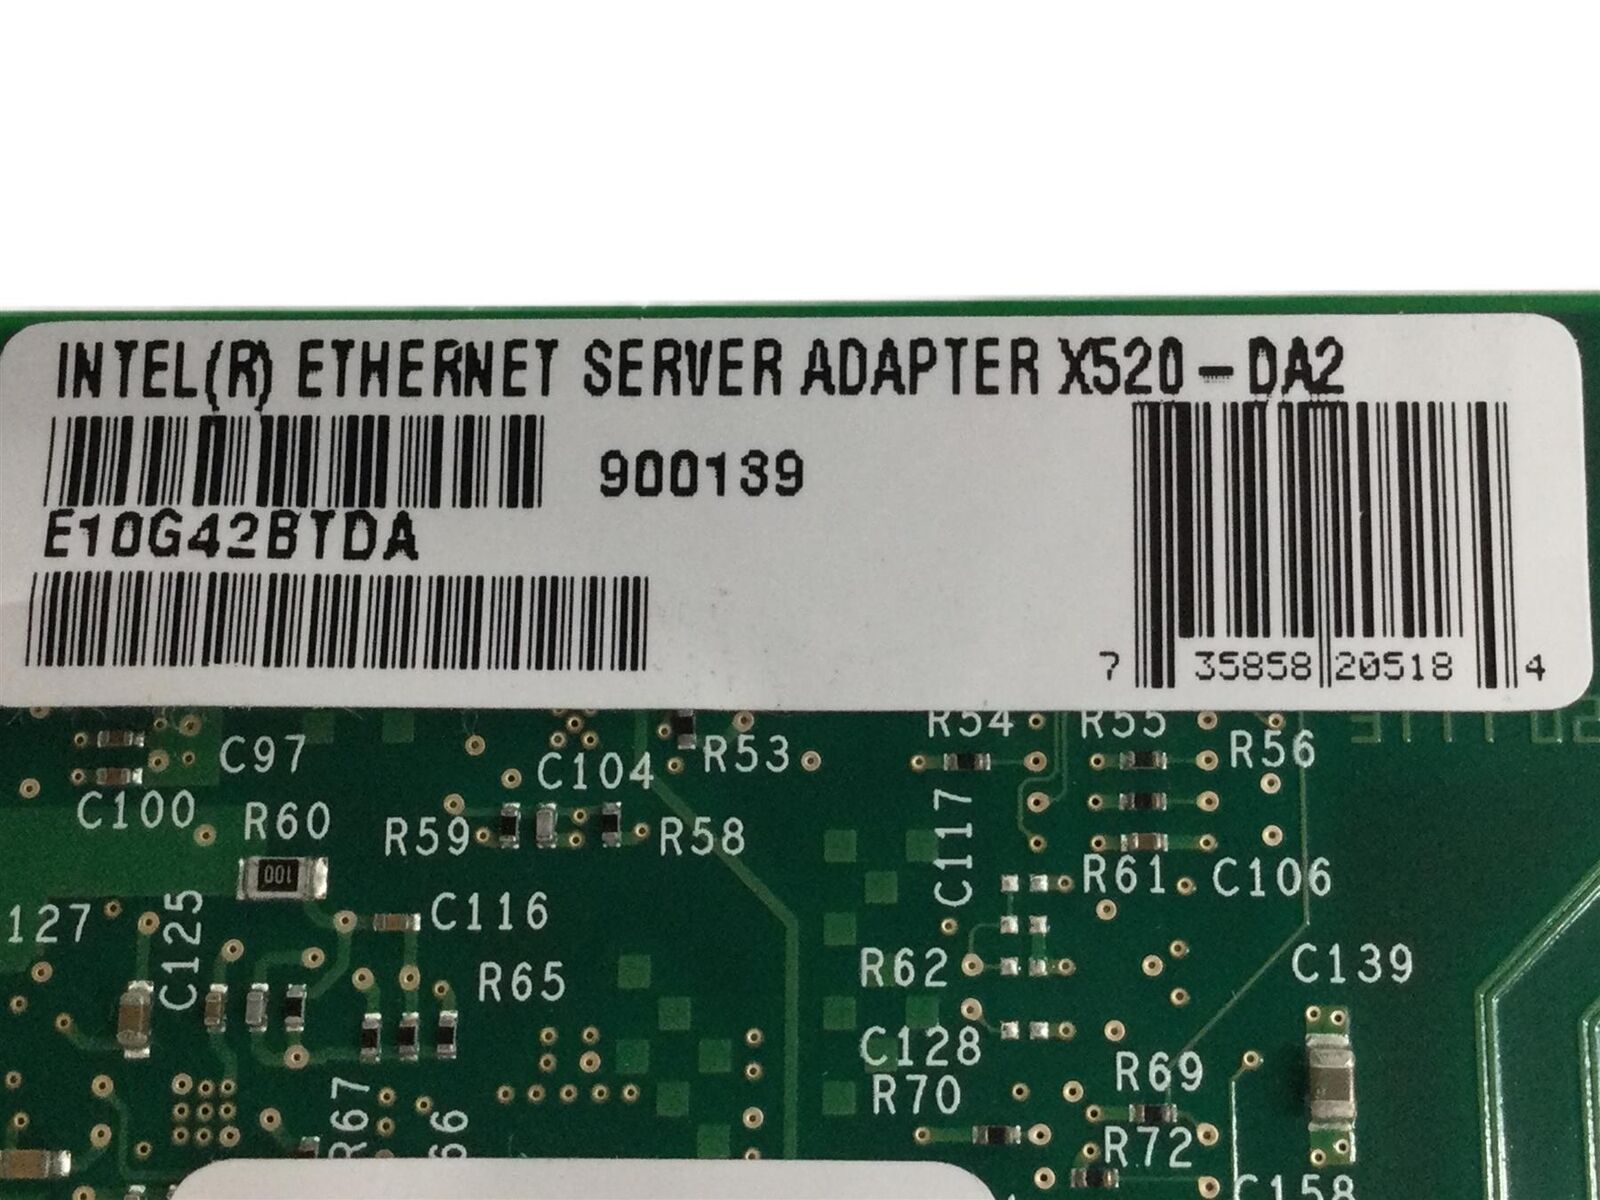 INTEL(R) ETHERNET SERVER ADAPTER X520-DA2
900139
E10G42BTDA
7 35858 20518 4
R54 R55
C97 C104 R53 R56
C100 R60 R59 R58 C117
100
R61 C106
127 C125 C116
R62 C139
R65
C128
R70 R69
R67
R72
C158